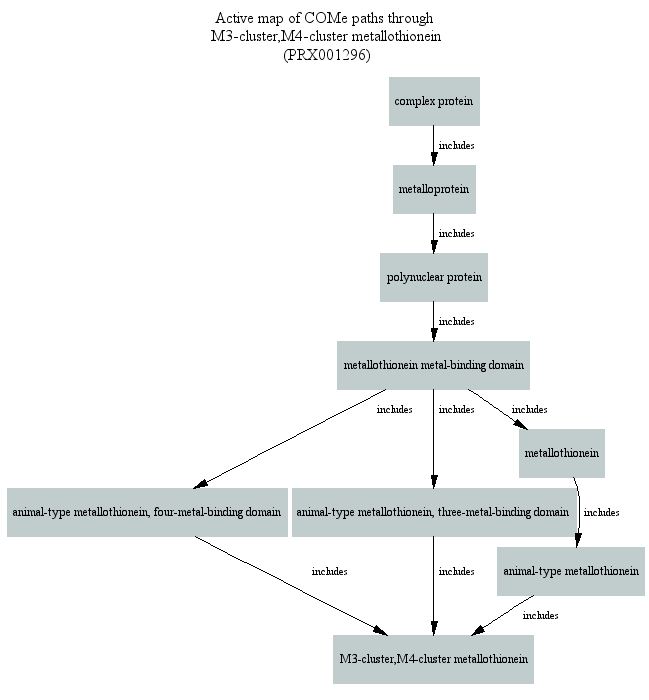 Active map of COMe paths through
M3-cluster,M4-cluster metallothionein
(PRX001296)
complex protein
includes
metalloprotein
includes
polynuclear protein
includes
metallothionein metal-binding domain
includes
includes
includes
metallothionein
animal-type metallothionein, four-metal-binding domain
animal-type metallothionein, three-metal-binding domain
includes
animal-type metallothionein
includes
includes
includes
M3-cluster,M4-cluster metallothionein